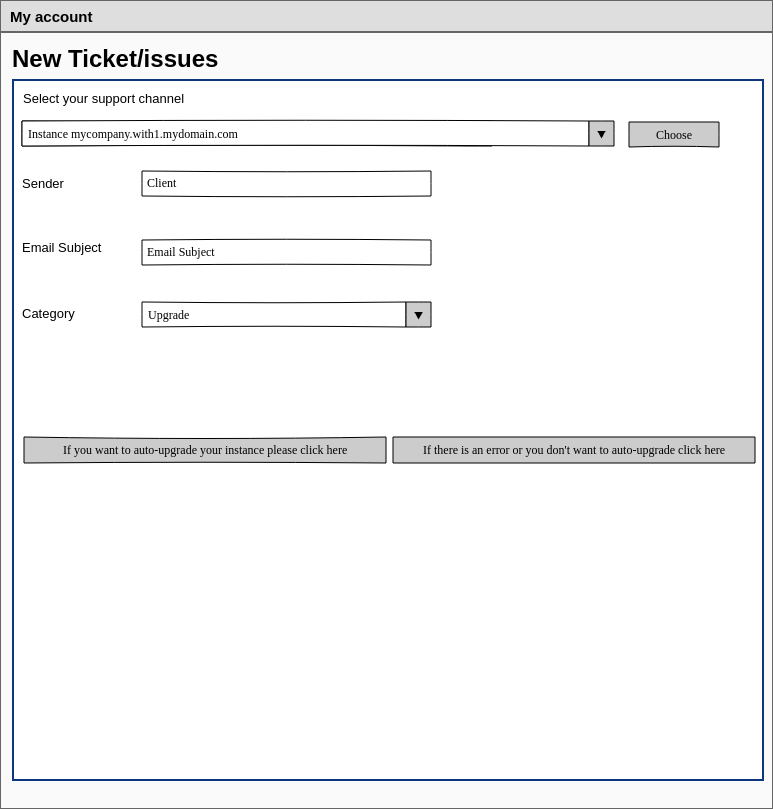 My account
New Ticket/issues
Select your support channel
Instance mycompany.with1.mydomain.com
Choose
Sender
Client
Email Subject
Email Subject
Category
Upgrade
If you want to auto-upgrade your instance please click here
If there is an error or you don't want to auto-upgrade click here